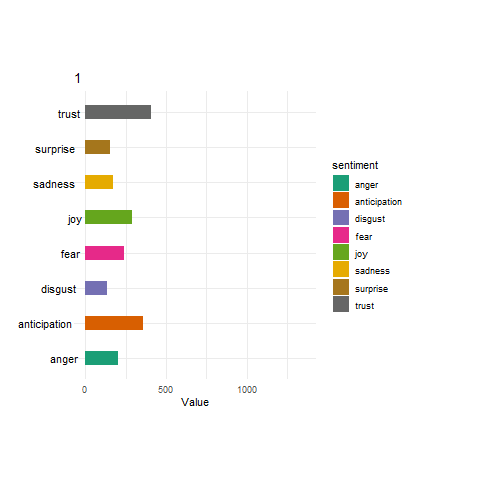 1
trust
surprise
sadness
joy
fear
disgust
anticipation
anger
0 500 1000
Value
sentiment
anger
anticipation
disgust
fear
joy
sadness
surprise
trust